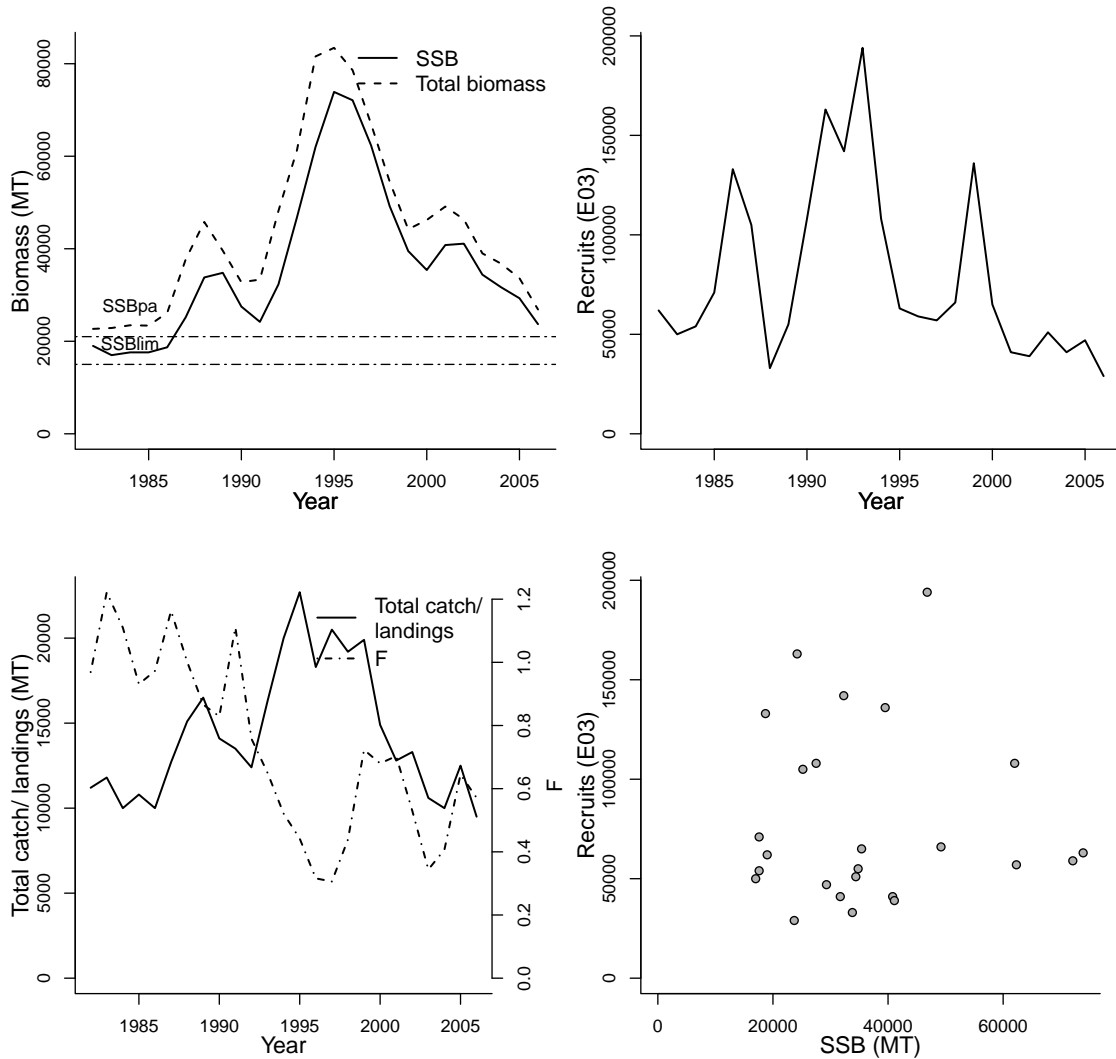 SSB
Total biomass
Biomass (MT)
0
20000
40000
60000
80000
SSBpa
SSBlim
1985
1990
1995
2000
2005
Year
Recruits (E03)
0
50000
100000
150000
200000
1985
1990
1995
2000
2005
Year
Total catch/
landings
F
Total catch/ landings (MT)
0
5000
10000
15000
20000
0.0
0.2
0.4
0.6
0.8
1.0
1.2
F
1985
1990
1995
2000
2005
Year
Recruits (E03)
0
50000
100000
150000
200000
0
20000
40000
60000
SSB (MT)